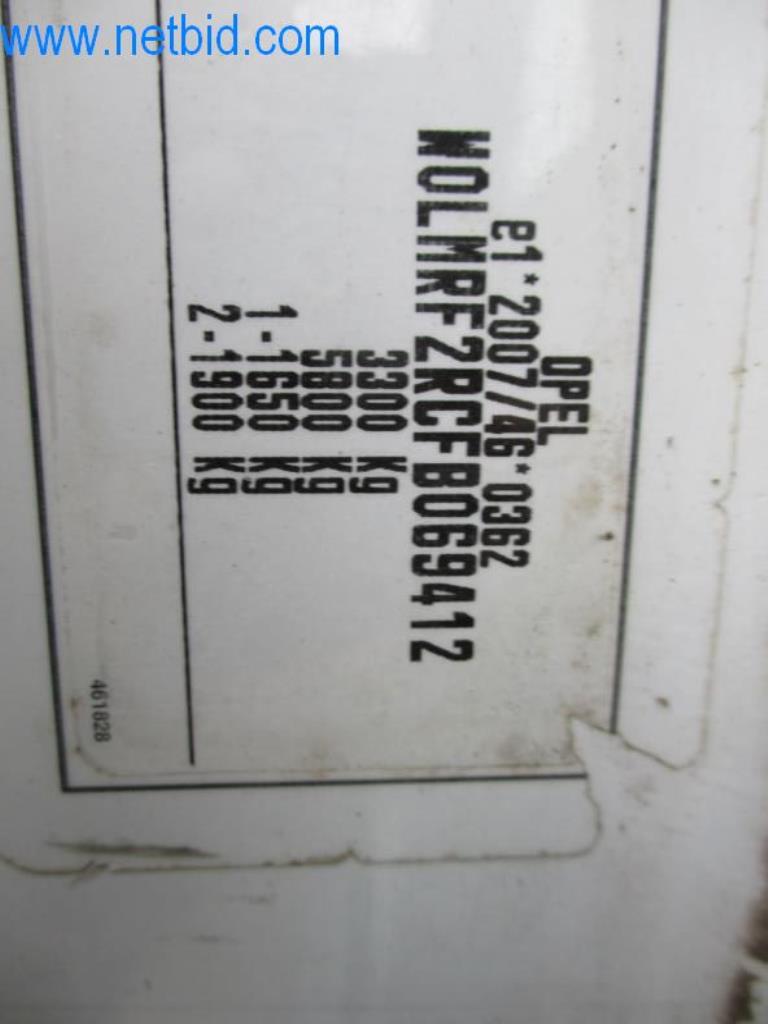 www.netbid.com
OPEL
e1*2007/46*0362
W0LMRF2RCFB069412
3300 Kg
5800 Kg
1-1650 Kg
2-1900 Kg
461828